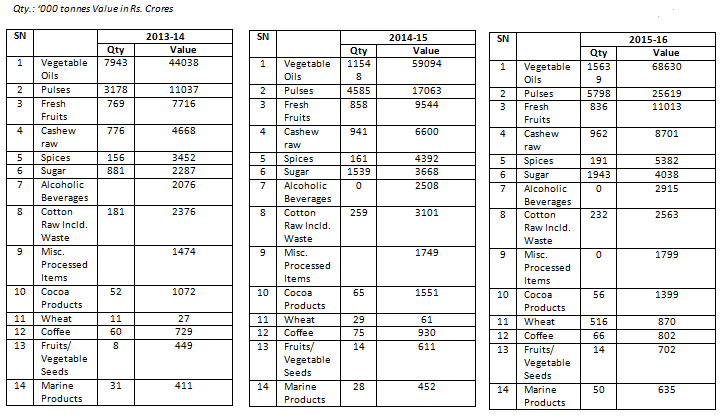 Qty.: '000 tonnes Value in Rs. Crores
SN 2013-14
Qty Value
1 Vegetable 7943 44038
Oils
2 Pulses 3178 11037
3 Fresh 769 7716
Fruits
4 Cashew 776 4668
raw
5 Spices 156 3452
6 Sugar 881 2287
7 Alcoholic 2076
Beverages
8 Cotton 181 2376
Raw Incld.
Waste
9 Misc. 1474
Processed
Items
10 Cocoa 52 1072
Products
11 Wheat 11 27
12 Coffee 60 729
13 Fruits/ 8 449
Vegetable
Seeds
14 Marine 31 411
Products
SN 2014-15
Qty Value
1 Vegetable 1154 59094
Oils 8
2 Pulses 4585 17063
3 Fresh 858 9544
Fruits
4 Cashew 941 6600
raw
5 Spices 161 4392
6 Sugar 1539 3668
7 Alcoholic 0 2508
Beverages
8 Cotton 259 3101
Raw Incld.
Waste
9 Misc. 1749
Processed
Items
10 Cocoa 65 1551
Products
11 Wheat 29 61
12 Coffee 75 930
13 Fruits/ 14 611
Vegetable
Seeds
14 Marine 28 452
Products
SN 2015-16
Qty Value
1 Vegetable 1563 68630
Oils 9
2 Pulses 5798 25619
3 Fresh 836 11013
Fruits
4 Cashew 962 8701
raw
5 Spices 191 5382
6 Sugar 1943 4038
7 Alcoholic 0 2915
Beverages
8 Cotton 232 2563
Raw Incld.
Waste
9 Misc. 0 1799
Processed
Items
10 Cocoa 56 1399
Products
11 Wheat 516 870
12 Coffee 66 802
13 Fruits/ 14 702
Vegetable
Seeds
14 Marine 50 635
Products